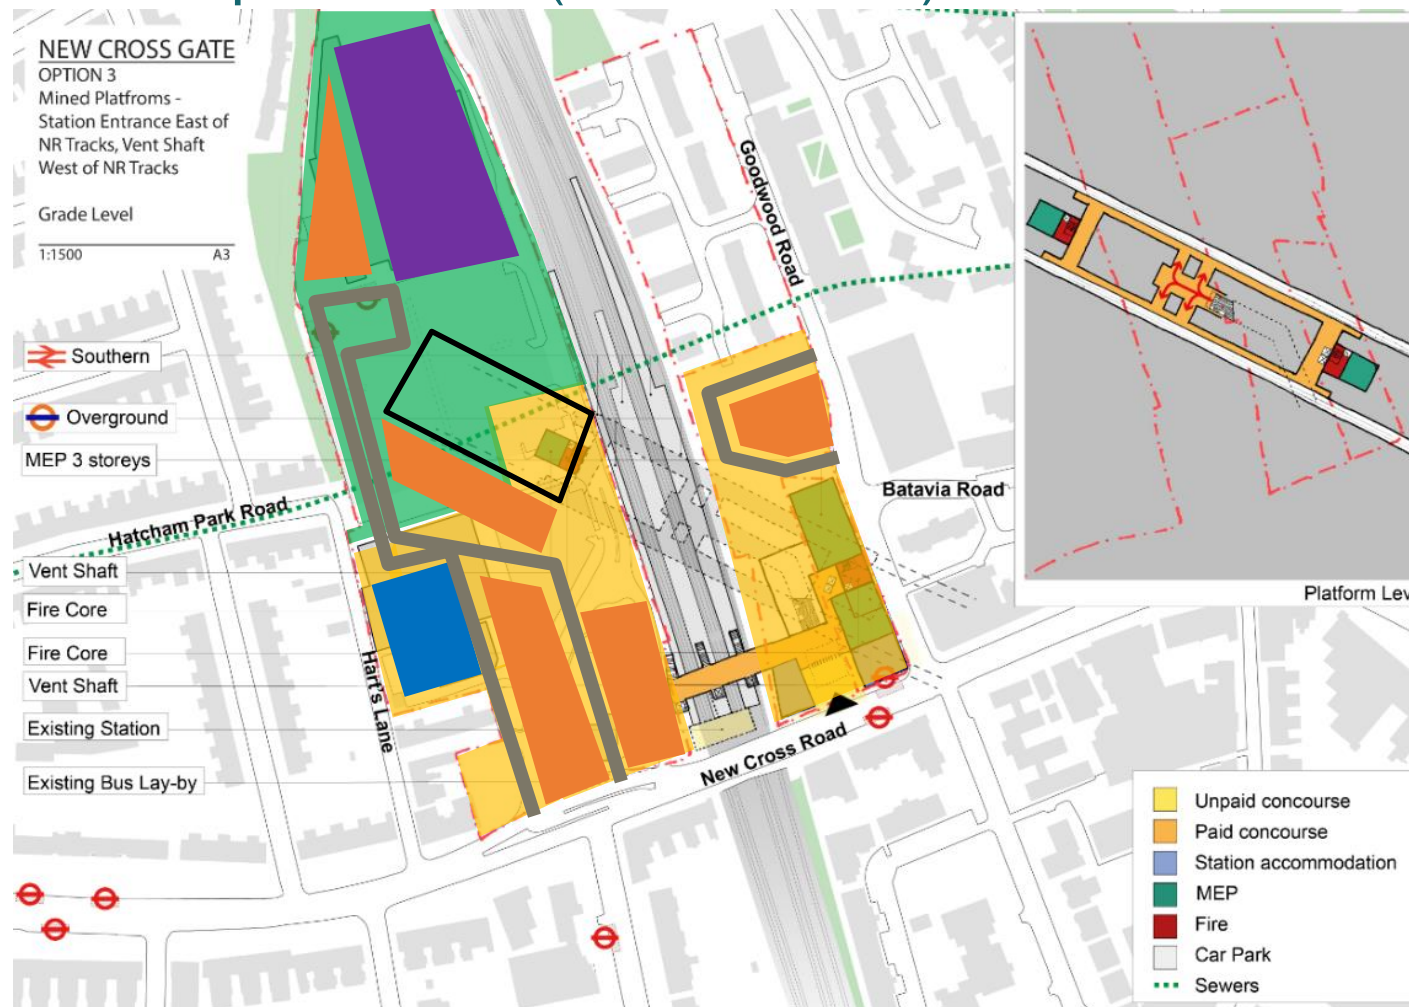 NEW CROSS GATE
OPTION 3
Mined Platfroms -
Station Entrance East of
NR Tracks, Vent Shaft
West of NR Tracks
Grade Level
1:1500 A3
Southern
Overground
MEP 3 storeys
Hatcham Park Road
Vent Shaft
Fire Core
Fire Core
Vent Shaft
Existing Station
Existing Bus Lay-by
Hart's Lane
Goodwood Road
Batavia Road
New Cross Road
Platform Lev
Unpaid concourse
Paid concourse
Station accommodation
MEP
Fire
Car Park
Sewers